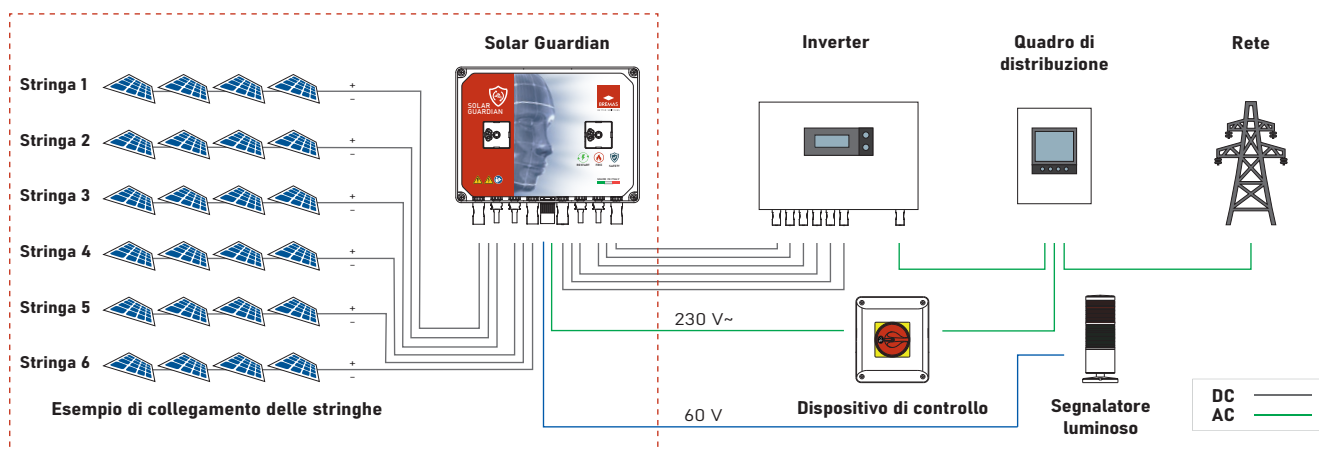 Solar Guardian
Inverter
Quadro di
distribuzione
Rete
Stringa 1
+
–
Stringa 2
+
–
Stringa 3
+
–
Stringa 4
+
–
Stringa 5
+
–
Stringa 6
+
–
SOLAR
GUARDIAN
BREMAS
230 V~
60 V
Esempio di collegamento delle stringhe
Dispositivo di controllo
Segnalatore
luminoso
DC
AC